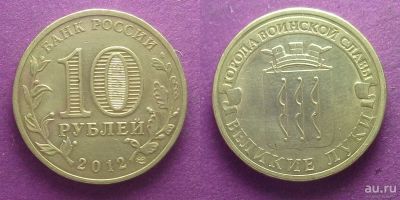 БАНК РОССИИ
10
РУБЛЕЙ
2012
ГОРОДА ВОИНСКОЙ СЛАВЫ
ВЕЛИКИЕ ЛУКИ
au.ru